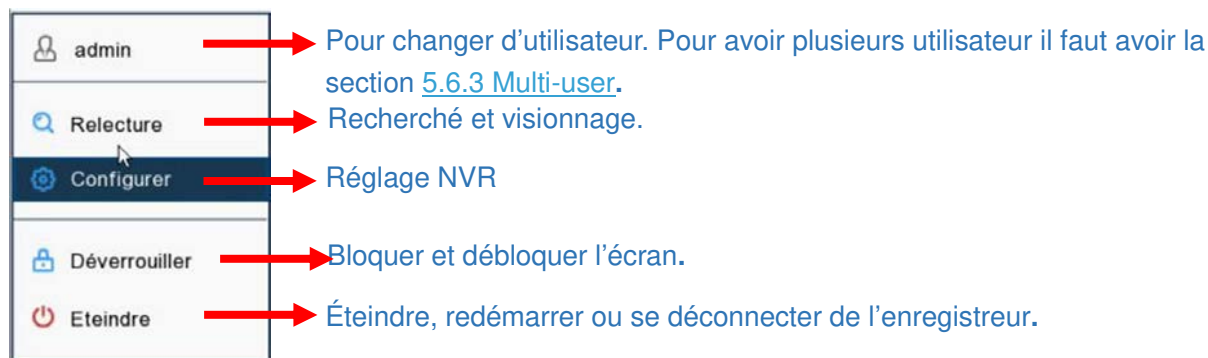 admin
Pour changer d’utilisateur. Pour avoir plusieurs utilisateur il faut avoir la
section 5.6.3 Multi-user.
Relecture
Recherché et visionnage.
Configurer
Réglage NVR
Déverrouiller
Bloquer et débloquer l’écran.
Eteindre
Éteindre, redémarrer ou se déconnecter de l’enregistreur.